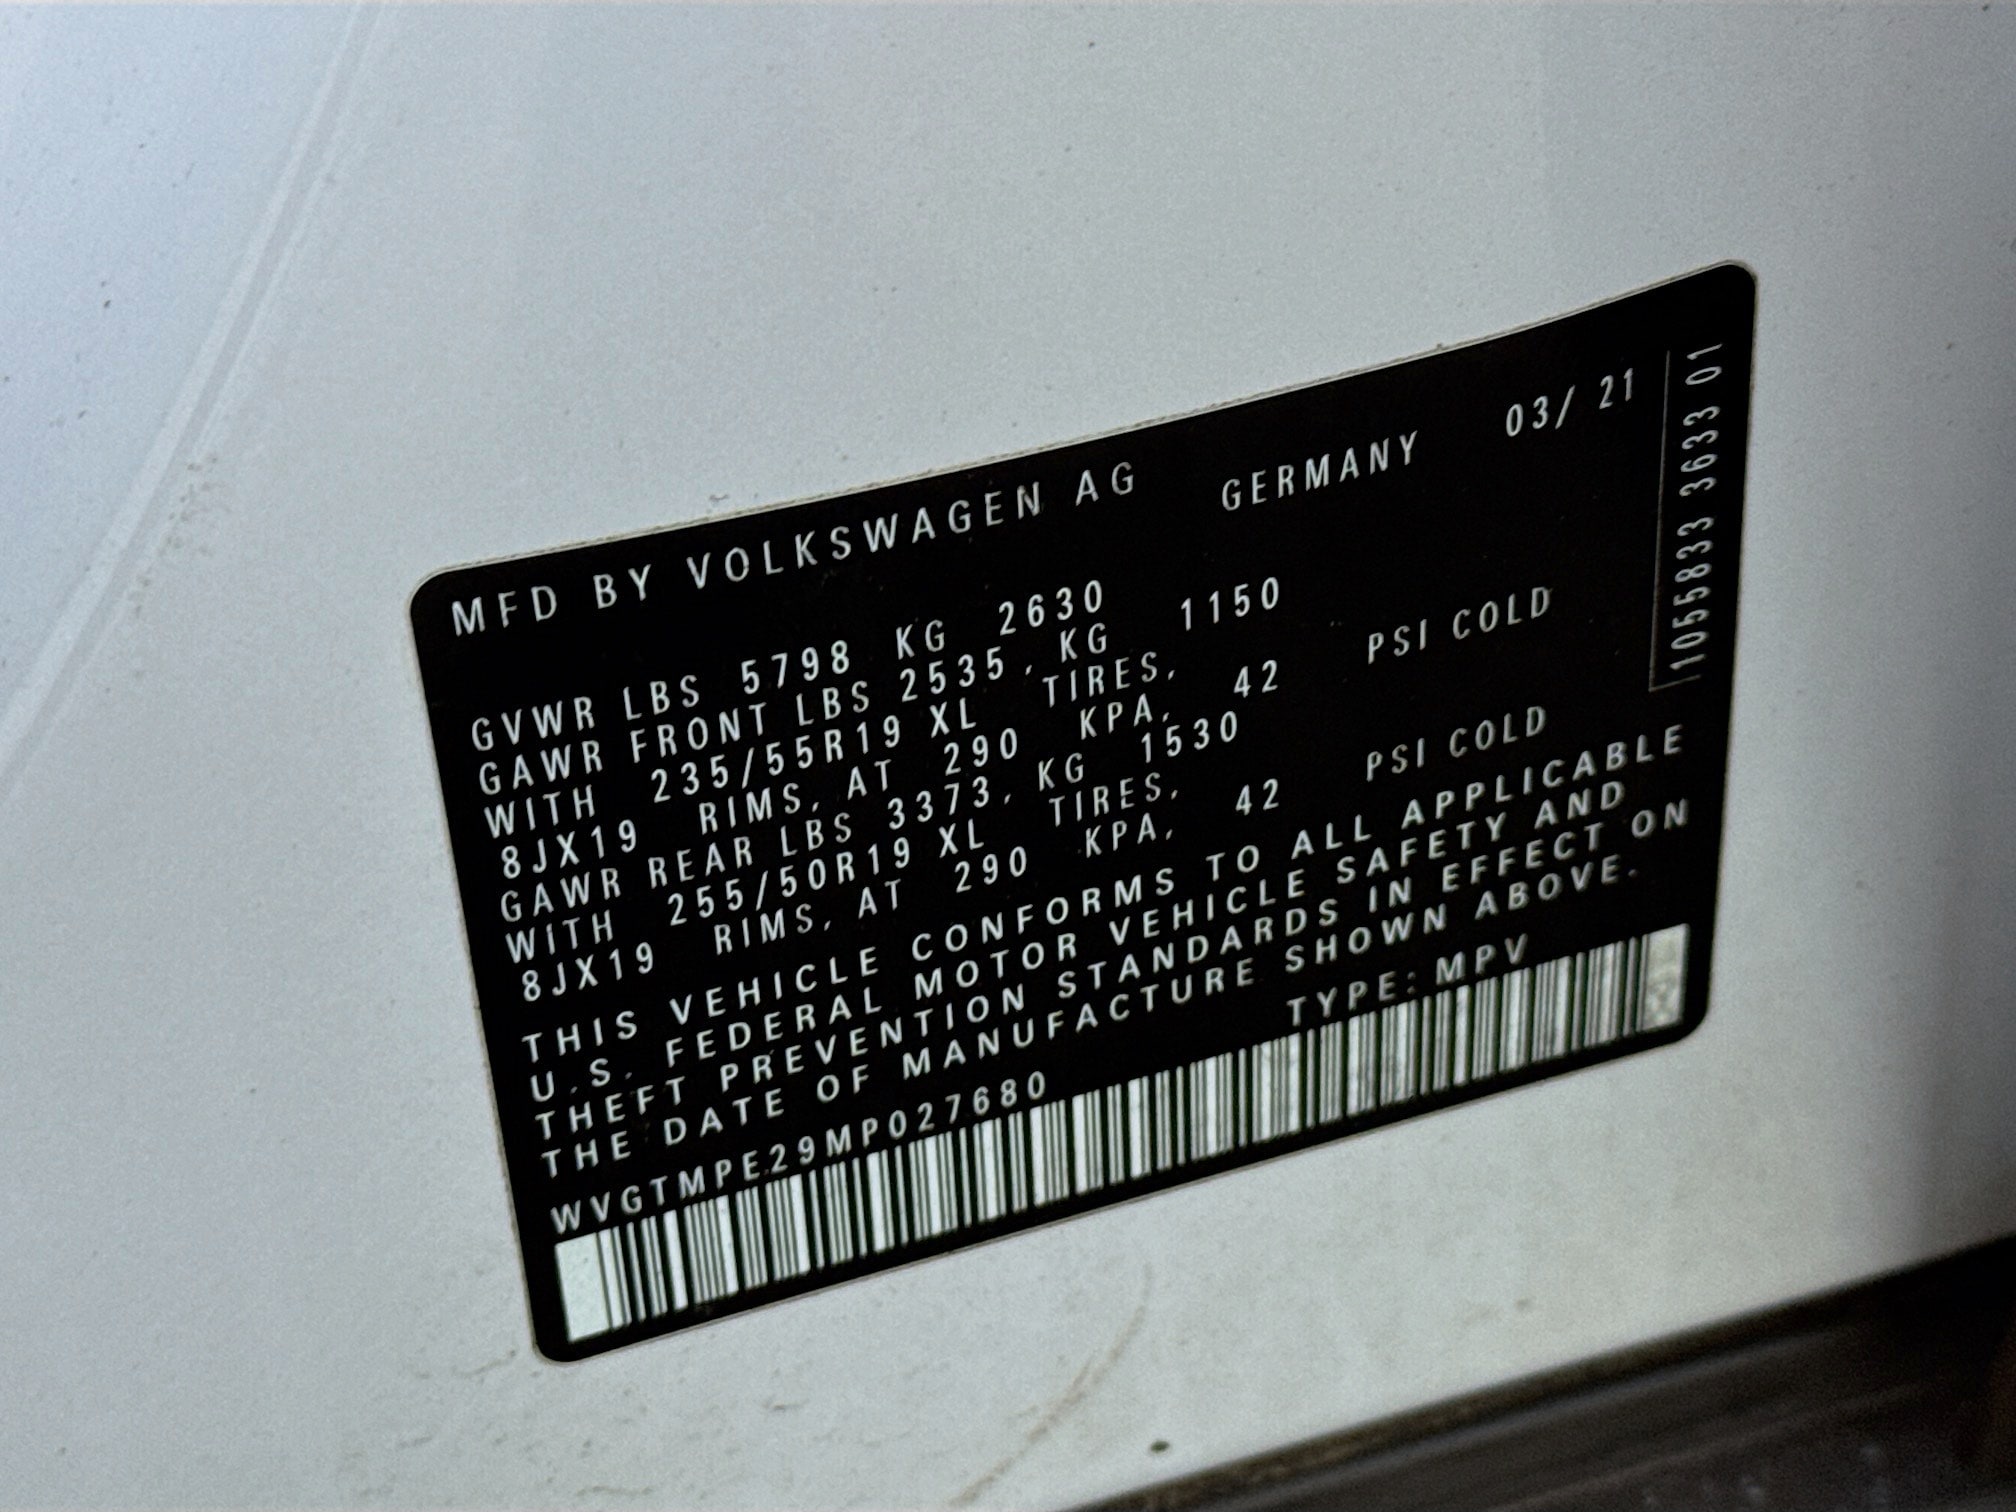 MFD BY VOLKSWAGEN AG GERMANY 03/ 21
GVWR LBS 5798 KG 2630
GAWR FRONT LBS 2535, KG 1150
WITH 235/55R19 XL TIRES,
8JX19 RIMS, AT 290 KPA, 42 PSI COLD
GAWR REAR LBS 3373, KG 1530
WITH 255/50R19 XL TIRES,
8JX19 RIMS, AT 290 KPA, 42 PSI COLD
THIS VEHICLE CONFORMS TO ALL APPLICABLE
U.S. FEDERAL MOTOR VEHICLE SAFETY AND
THEFT PREVENTION STANDARDS IN EFFECT ON
THE DATE OF MANUFACTURE SHOWN ABOVE.
WVGTMPE29MP027680 TYPE: MPV
1055833 3633 01